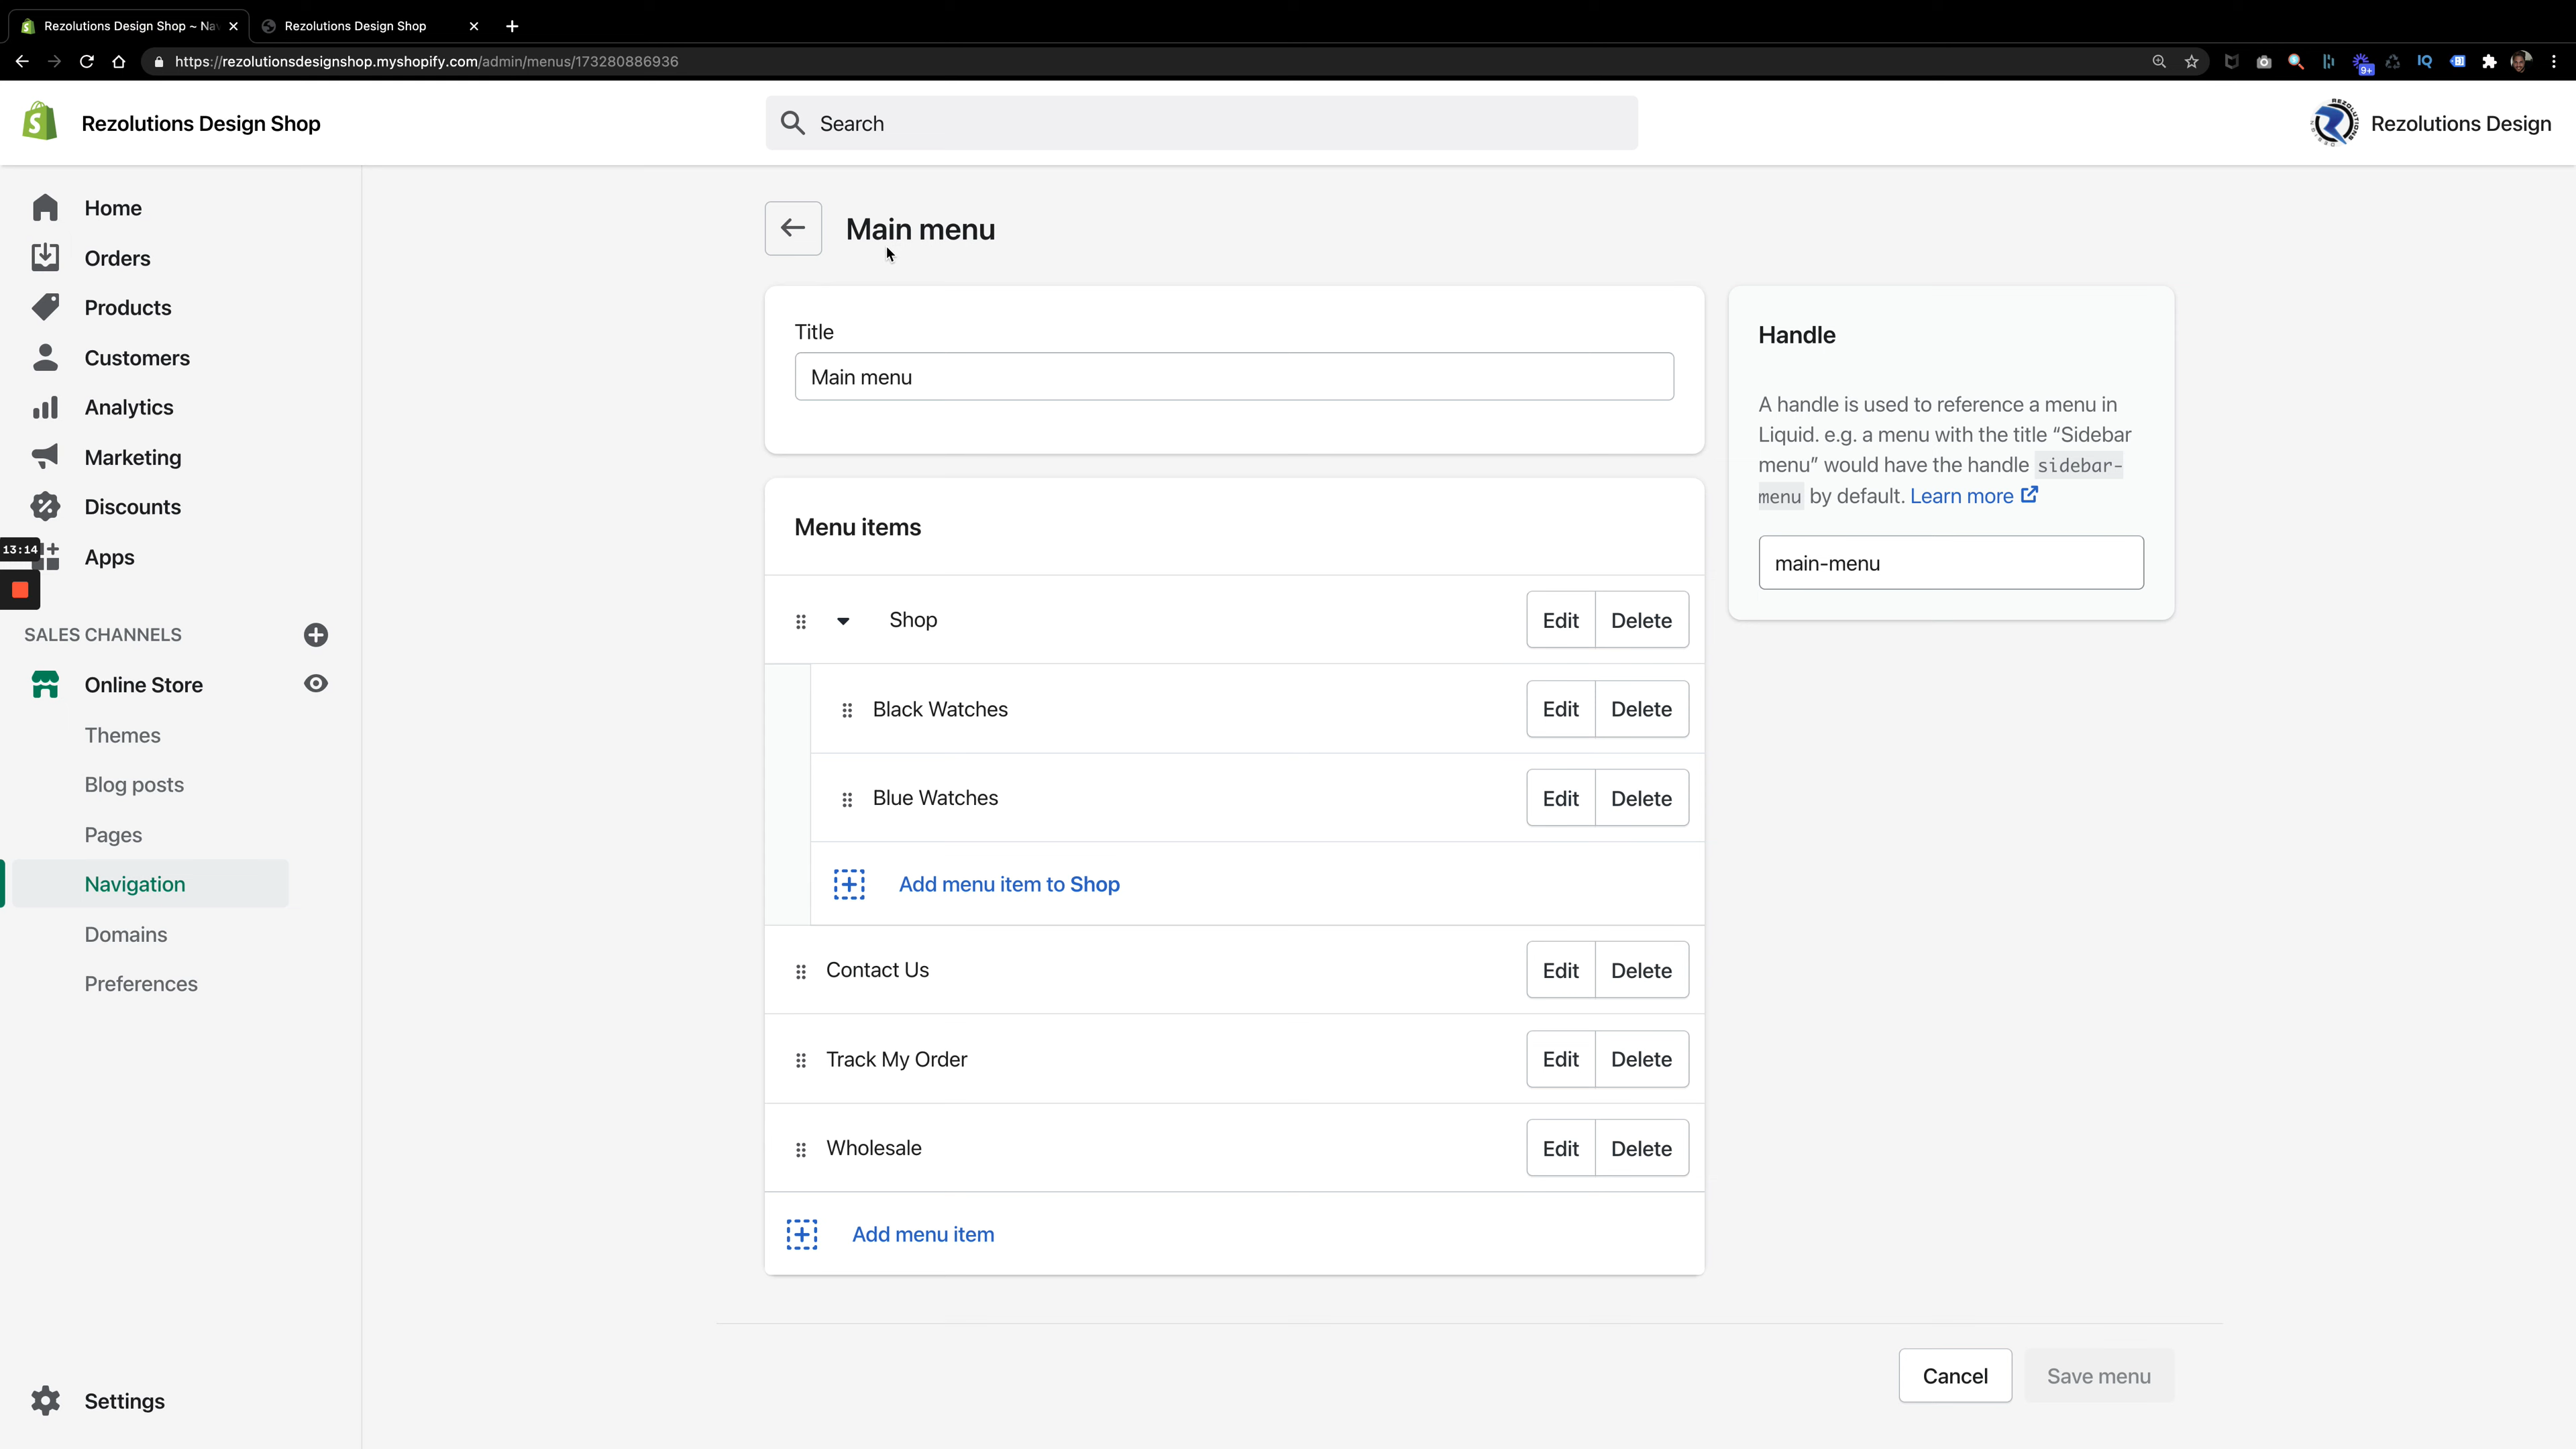 Rezolutions Design Shop ~ Nav
Rezolutions Design Shop
https://rezolutionsdesignshop.myshopify.com/admin/menus/173280886936
9+
IQ
Rezolutions Design Shop
Search
Rezolutions Design
Home
Orders
Products
Customers
Analytics
Marketing
Discounts
Apps
13:14
SALES CHANNELS
Online Store
Themes
Blog posts
Pages
Navigation
Domains
Preferences
Settings
Main menu
Title
Main menu
Menu items
Shop
Edit
Delete
Black Watches
Edit
Delete
Blue Watches
Edit
Delete
Add menu item to Shop
Contact Us
Edit
Delete
Track My Order
Edit
Delete
Wholesale
Edit
Delete
Add menu item
Handle
A handle is used to reference a menu in
Liquid. e.g. a menu with the title “Sidebar
menu” would have the handle sidebar-
menu by default. Learn more
main-menu
Cancel
Save menu